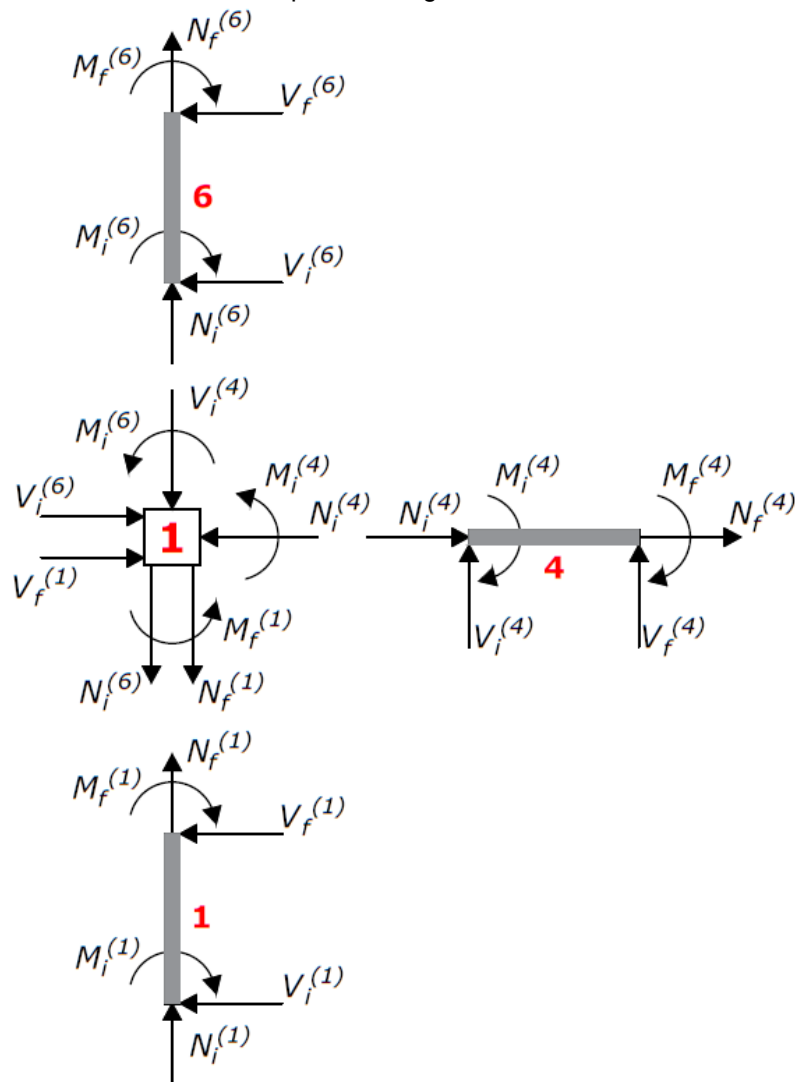 N_f^(6)
M_f^(6)
V_f^(6)
6
M_i^(6)
V_i^(6)
N_i^(6)
V_i^(4)
M_i^(6)
M_i^(4)
M_i^(4)
M_f^(4)
V_i^(6)
N_i^(4)
N_i^(4)
N_f^(4)
1
4
V_f^(1)
M_f^(1)
V_i^(4)
V_f^(4)
N_i^(6)
N_f^(1)
N_f^(1)
M_f^(1)
V_f^(1)
1
M_i^(1)
V_i^(1)
N_i^(1)